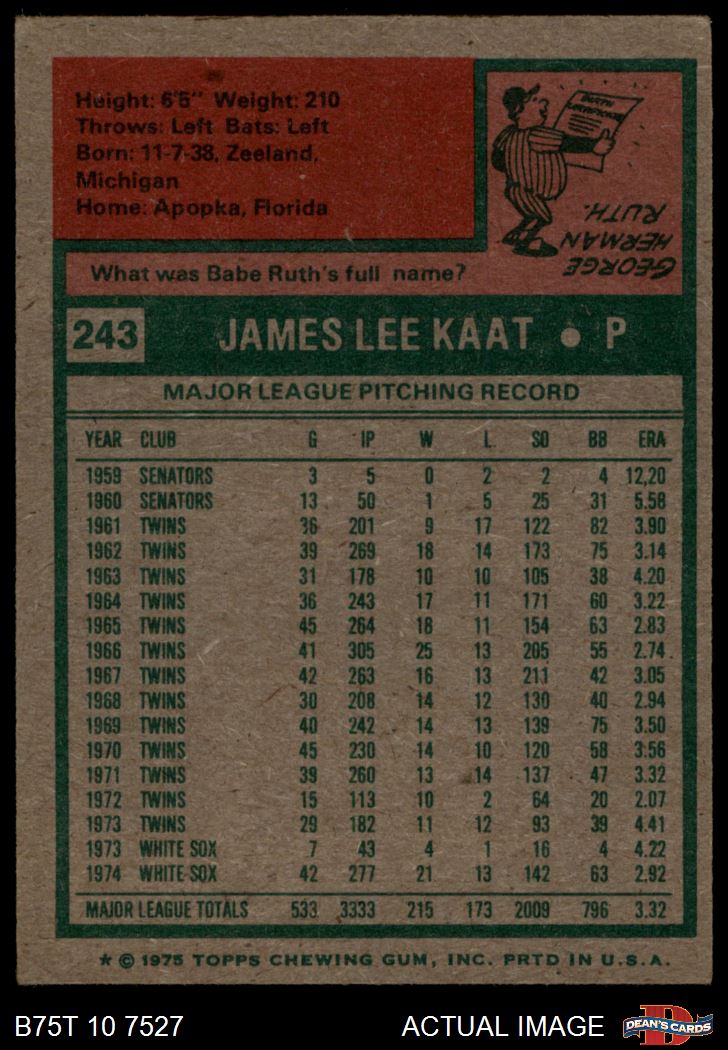 Height: 6'5" Weight: 210
Throws: Left Bats: Left
Born: 11-7-38, Zeeland,
Michigan
Home: Apopka, Florida
BIRTH CERTIFICATE
GEORGE
HERMAN
RUTH.
What was Babe Ruth's full name?
243 JAMES LEE KAAT • P
MAJOR LEAGUE PITCHING RECORD
YEAR CLUB G IP W L SO BB ERA
1959 SENATORS 3 5 0 2 2 4 12,20
1960 SENATORS 13 50 1 5 25 31 5.58
1961 TWINS 36 201 9 17 122 82 3.90
1962 TWINS 39 269 18 14 173 75 3.14
1963 TWINS 31 178 10 10 105 38 4.20
1964 TWINS 36 243 17 11 171 60 3.22
1965 TWINS 45 264 18 11 154 63 2.83
1966 TWINS 41 305 25 13 205 55 2.74
1967 TWINS 42 263 16 13 211 42 3.05
1968 TWINS 30 208 14 12 130 40 2.94
1969 TWINS 40 242 14 13 139 75 3.50
1970 TWINS 45 230 14 10 120 58 3.56
1971 TWINS 39 260 13 14 137 47 3.32
1972 TWINS 15 113 10 2 64 20 2.07
1973 TWINS 29 182 11 12 93 39 4.41
1973 WHITE SOX 7 43 4 1 16 4 4.22
1974 WHITE SOX 42 277 21 13 142 63 2.92
MAJOR LEAGUE TOTALS 533 3333 215 173 2009 796 3.32
* © 1975 TOPPS CHEWING GUM, INC. PRTD IN U.S.A.
B75T 10 7527 ACTUAL IMAGE D DEAN'S CARDS